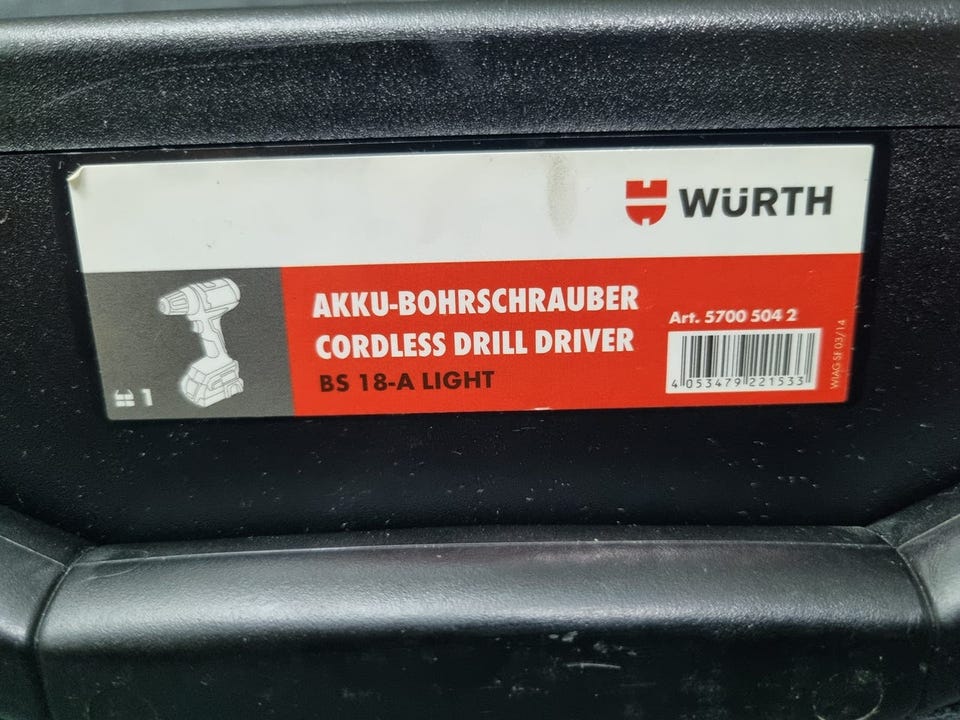 WÜRTH
AKKU-BOHRSCHRAUBER
CORDLESS DRILL DRIVER
BS 18-A LIGHT
Art. 5700 504 2
4 053479 221533
WIAG SF 03/14
1